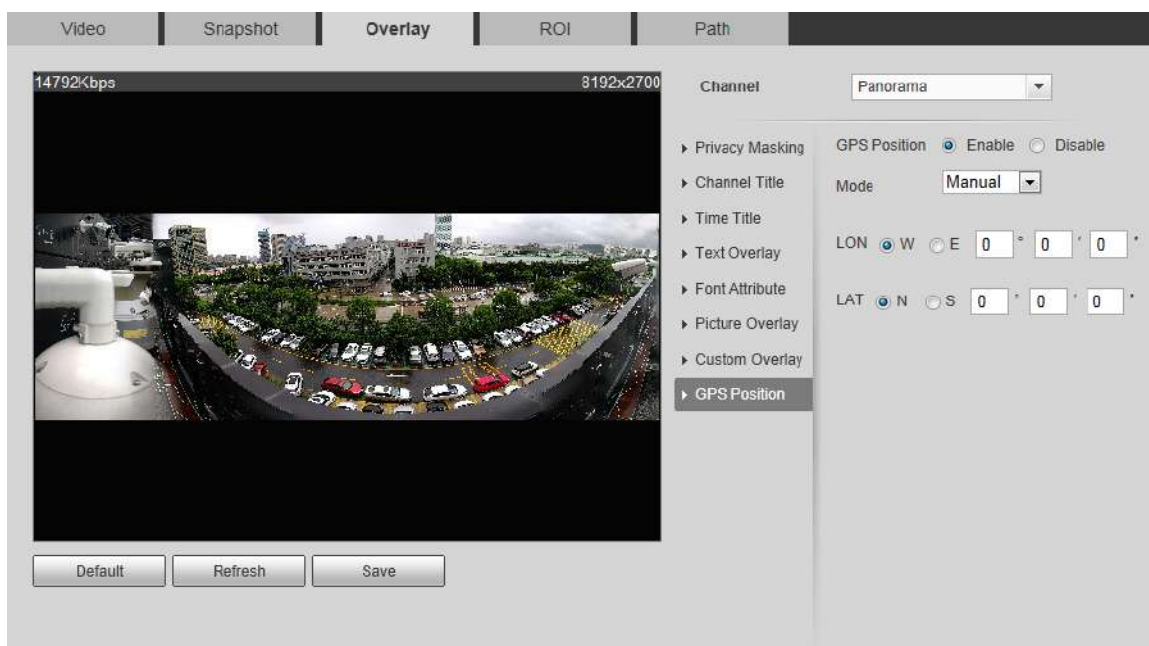 Video Snapshot Overlay ROI Path
14792Kbps 8192x2700
Channel Panorama
Privacy Masking
Channel Title
Time Title
Text Overlay
Font Attribute
Picture Overlay
Custom Overlay
GPS Position
GPS Position Enable Disable
Mode Manual
LON W E 0 ° 0 ' 0 "
LAT N S 0 ° 0 ' 0 "
Default Refresh Save